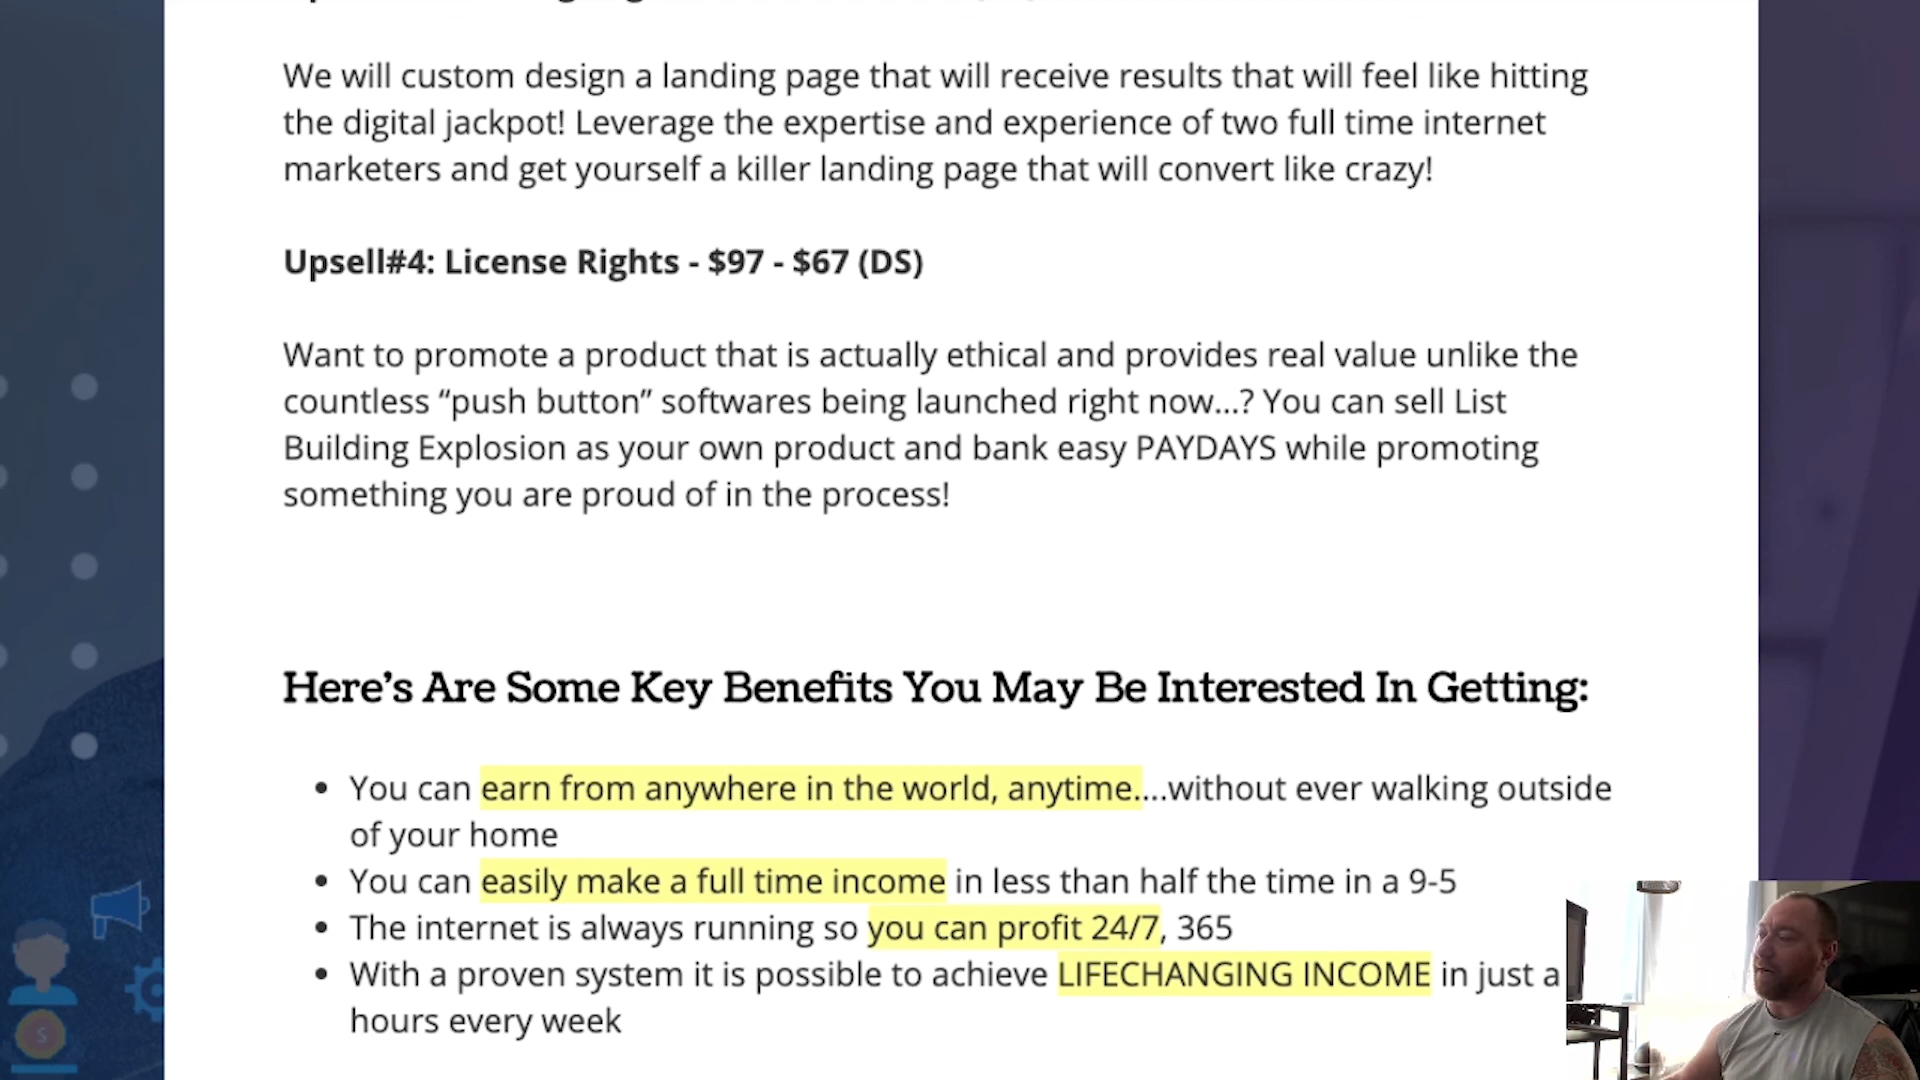 We will custom design a landing page that will receive results that will feel like hitting
the digital jackpot! Leverage the expertise and experience of two full time internet
marketers and get yourself a killer landing page that will convert like crazy!
Upsell#4: License Rights - $97 - $67 (DS)
Want to promote a product that is actually ethical and provides real value unlike the
countless “push button” softwares being launched right now...? You can sell List
Building Explosion as your own product and bank easy PAYDAYS while promoting
something you are proud of in the process!
Here’s Are Some Key Benefits You May Be Interested In Getting:
• You can earn from anywhere in the world, anytime....without ever walking outside
of your home
• You can easily make a full time income in less than half the time in a 9-5
• The internet is always running so you can profit 24/7, 365
• With a proven system it is possible to achieve LIFECHANGING INCOME in just a
hours every week
S